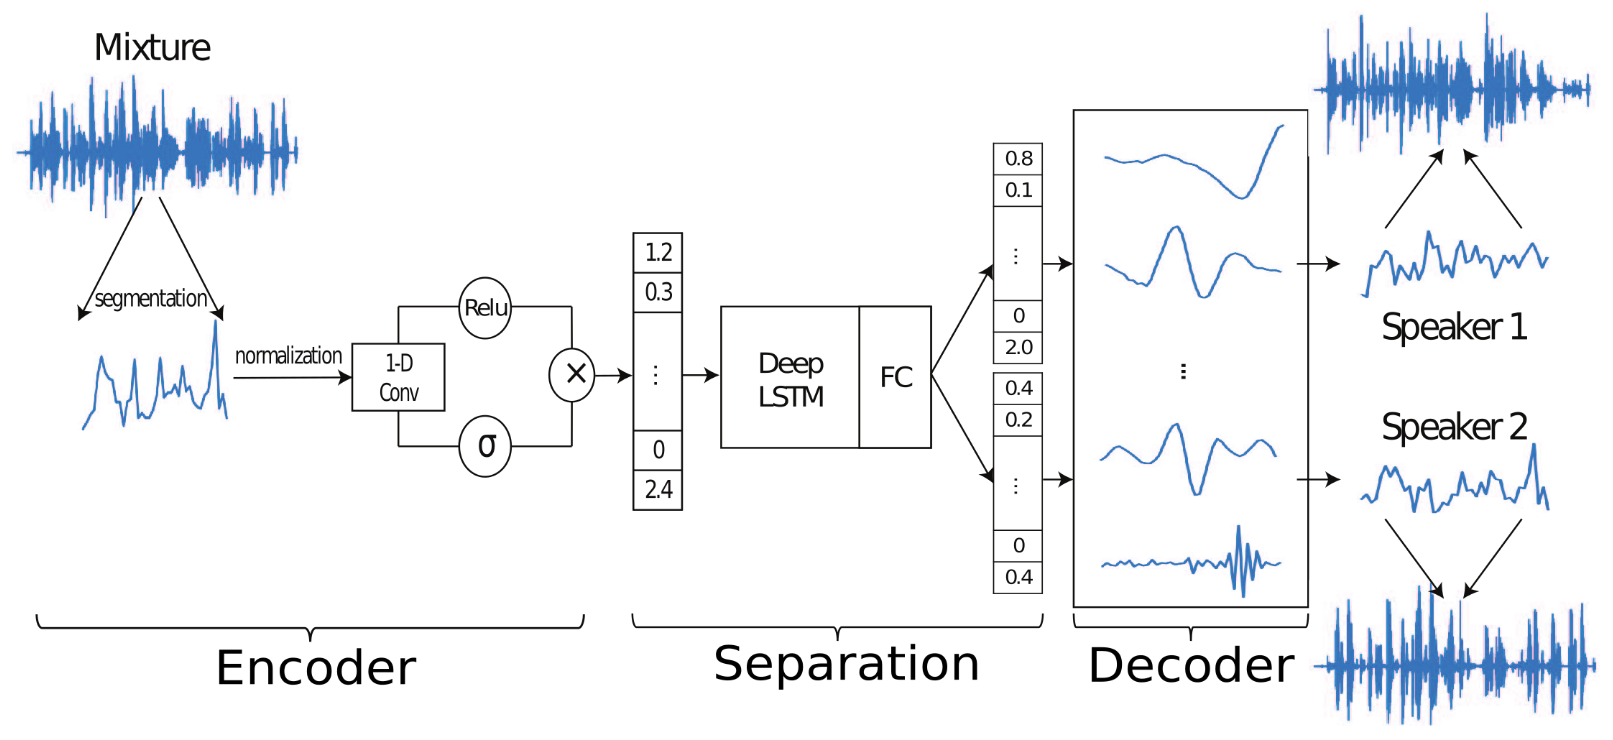 Mixture
segmentation
normalization
1-D
Conv
Relu
σ
×
1.2
0.3
...
0
2.4
Deep
LSTM
FC
0.8
0.1
...
0
2.0
0.4
0.2
...
0
0.4
...
Speaker 1
Speaker 2
Encoder
Separation
Decoder